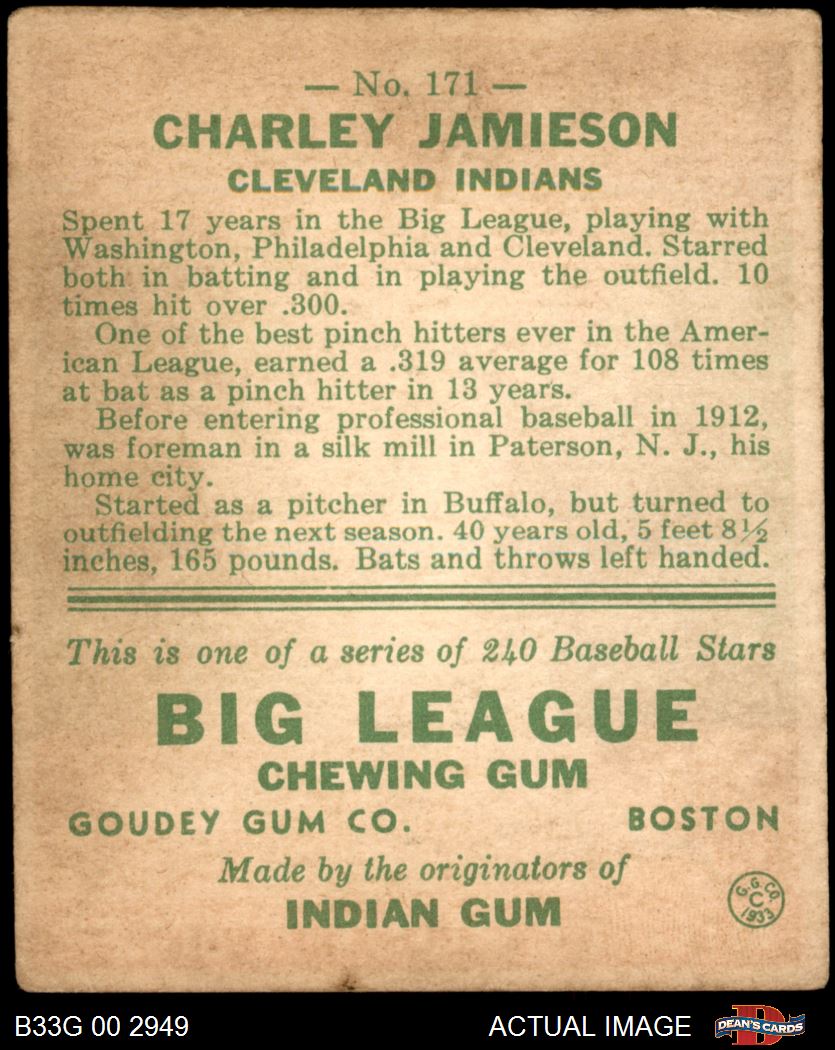 — No. 171 —
CHARLEY JAMIESON
CLEVELAND INDIANS
Spent 17 years in the Big League, playing with
Washington, Philadelphia and Cleveland. Starred
both in batting and in playing the outfield. 10
times hit over .300.
One of the best pinch hitters ever in the Amer-
ican League, earned a .319 average for 108 times
at bat as a pinch hitter in 13 years.
Before entering professional baseball in 1912,
was foreman in a silk mill in Paterson, N. J., his
home city.
Started as a pitcher in Buffalo, but turned to
outfielding the next season. 40 years old, 5 feet 8½
inches, 165 pounds. Bats and throws left handed.
This is one of a series of 240 Baseball Stars
BIG LEAGUE
CHEWING GUM
GOUDEY GUM CO. BOSTON
Made by the originators of
INDIAN GUM
G. G. CO.
C
1933
B33G 00 2949 ACTUAL IMAGE D DEAN'S CARDS